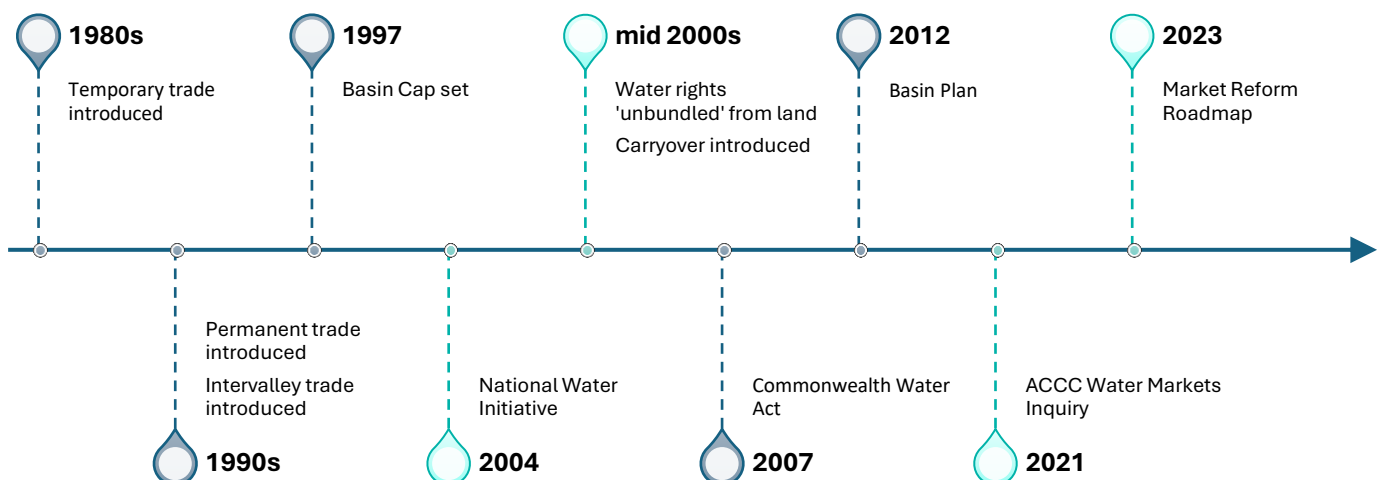 1980s
Temporary trade
introduced
1997
Basin Cap set
mid 2000s
Water rights
'unbundled' from land
Carryover introduced
2012
Basin Plan
2023
Market Reform
Roadmap
Permanent trade
introduced
Intervalley trade
introduced
1990s
National Water
Initiative
2004
Commonwealth Water
Act
2007
ACCC Water Markets
Inquiry
2021